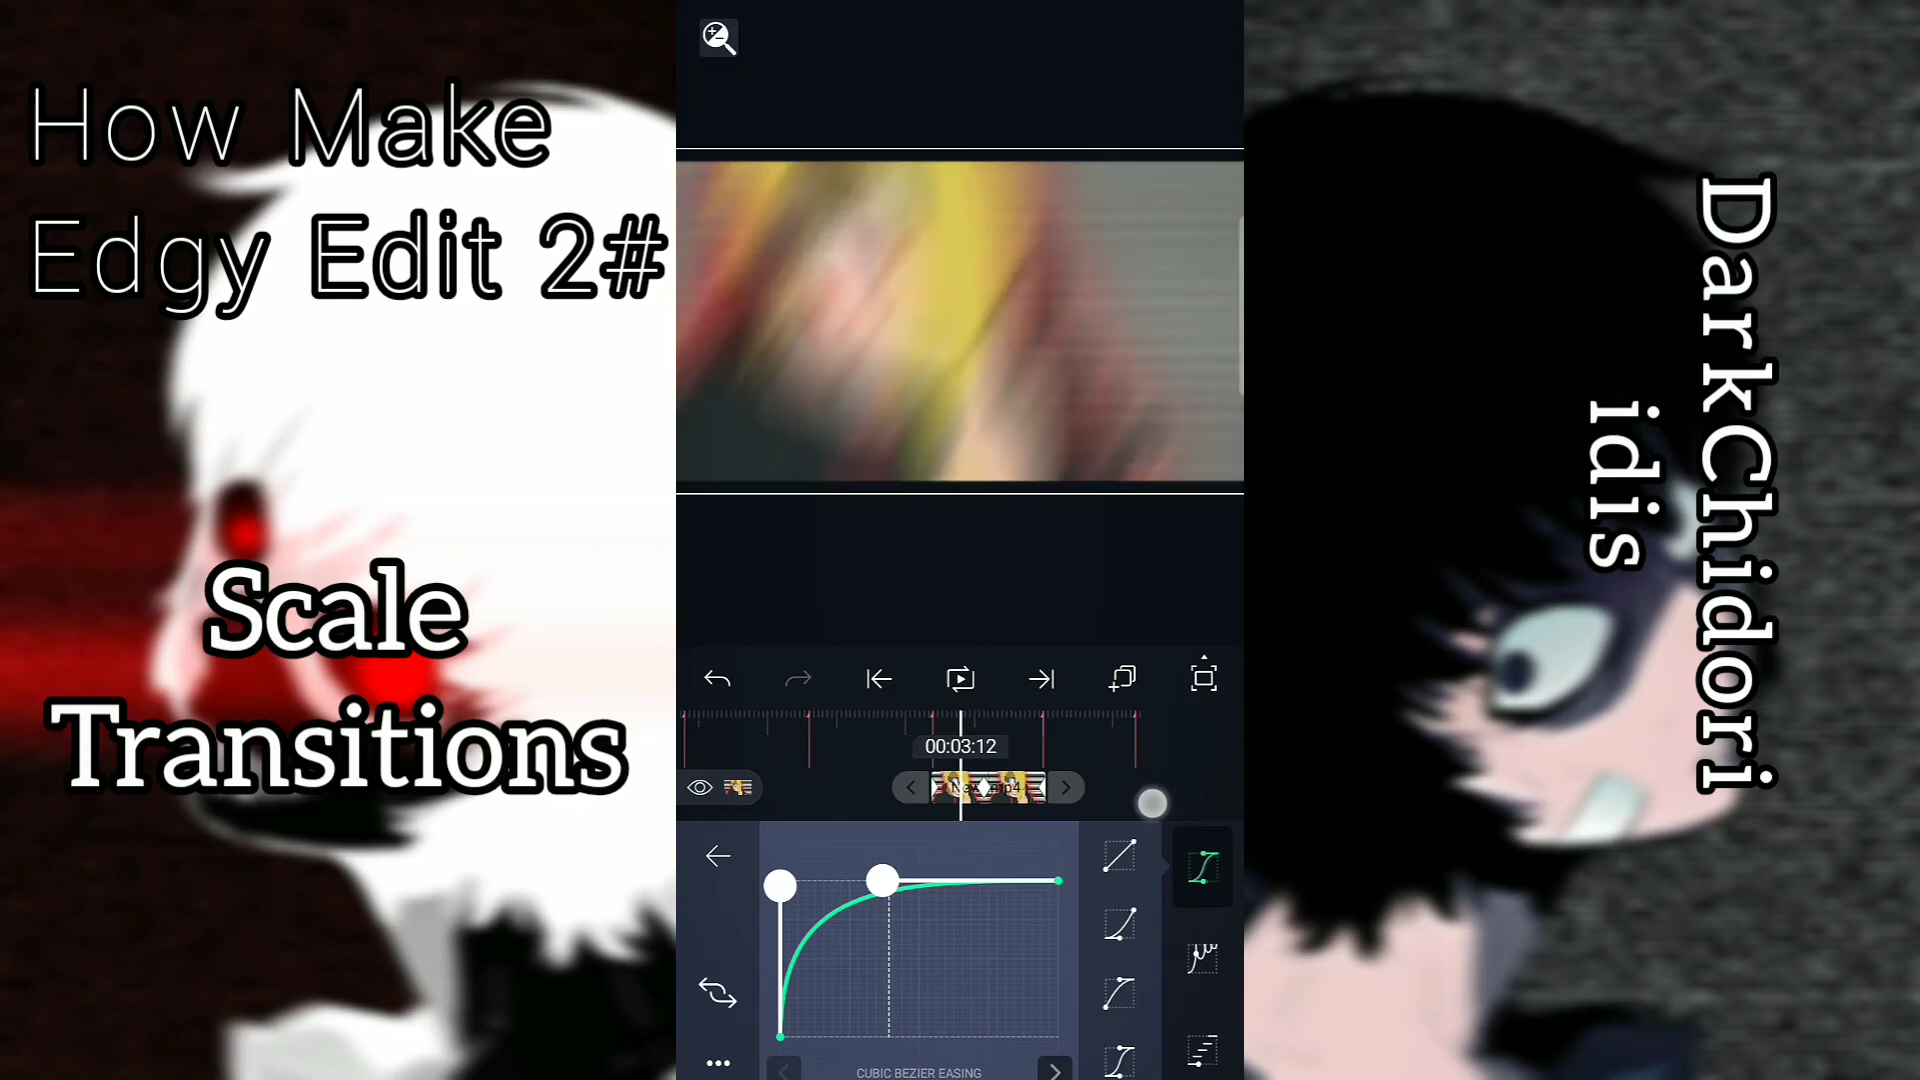 How Make
Edgy Edit 2#
Scale
Transitions
00:03:12
CUBIC BEZIER EASING
DarkChidori
idis